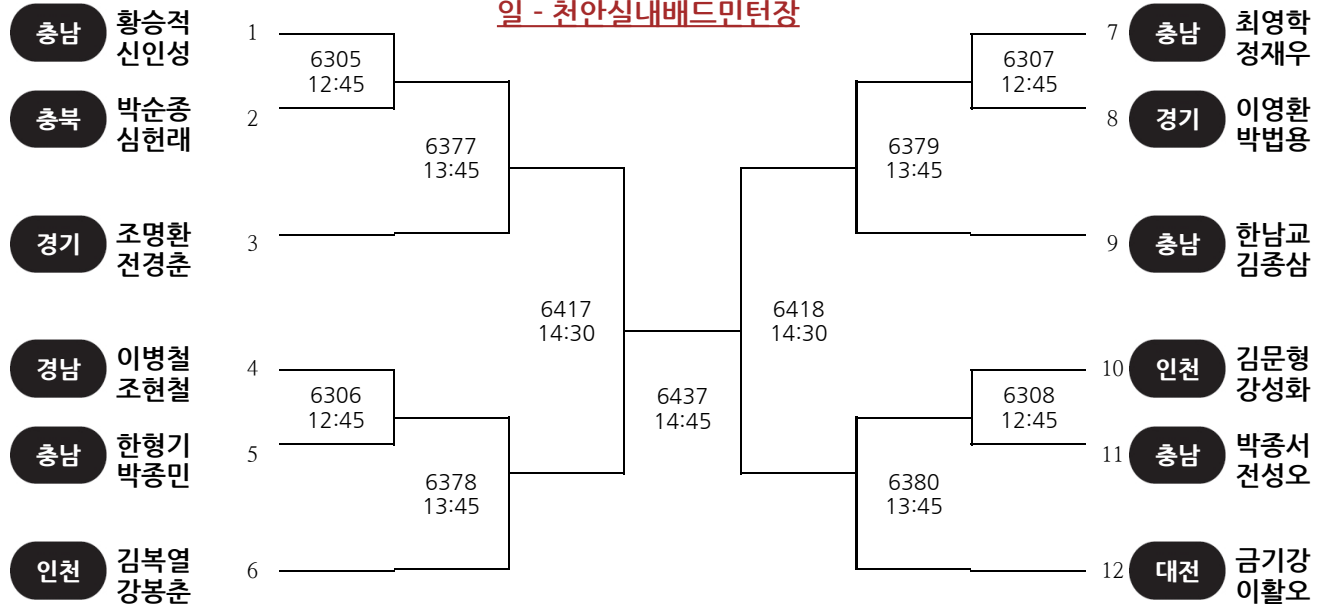 일 - 천안실내배드민턴장
충남 황승적 신인성 1
6305
12:45
충북 박순종 심헌래 2
6377
13:45
경기 조명환 전경춘 3
6417
14:30
경남 이병철 조현철 4
6306
12:45
충남 한형기 박종민 5
6378
13:45
인천 김복열 강봉춘 6
6437
14:45
7 충남 최영학 정재우
6307
12:45
8 경기 이영환 박법용
6379
13:45
9 충남 한남교 김종삼
6418
14:30
10 인천 김문형 강성화
6308
12:45
11 충남 박종서 전성오
6380
13:45
12 대전 금기강 이활오